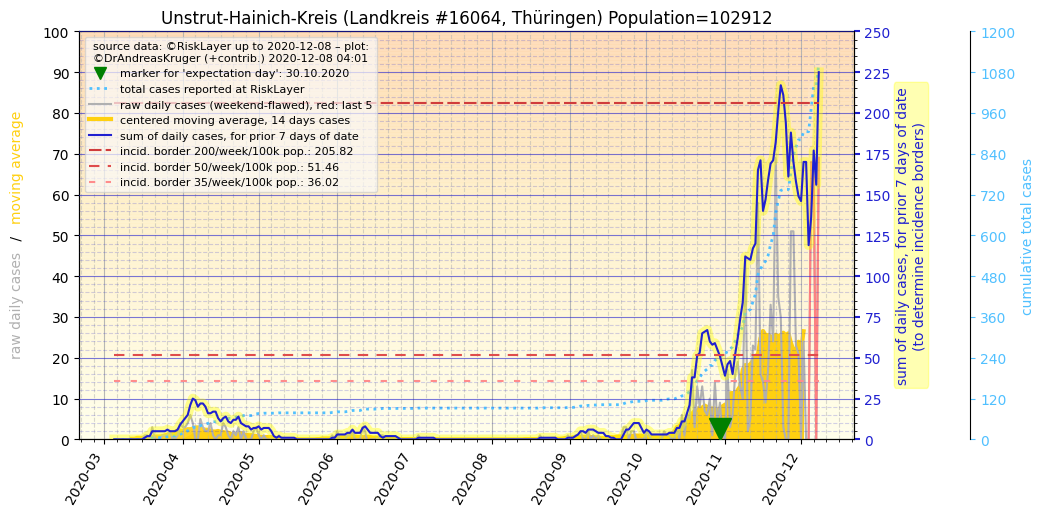 Unstrut-Hainich-Kreis (Landkreis #16064, Thüringen) Population=102912
source data: ©RiskLayer up to 2020-12-08 – plot:
©DrAndreasKruger (+contrib.) 2020-12-08 04:01
marker for 'expectation day': 30.10.2020
total cases reported at RiskLayer
raw daily cases (weekend-flawed), red: last 5
centered moving average, 14 days cases
sum of daily cases, for prior 7 days of date
incid. border 200/week/100k pop.: 205.82
incid. border 50/week/100k pop.: 51.46
incid. border 35/week/100k pop.: 36.02
raw daily cases / moving average
100
90
80
70
60
50
40
30
20
10
0
2020-03
2020-04
2020-05
2020-06
2020-07
2020-08
2020-09
2020-10
2020-11
2020-12
250
225
200
175
150
125
100
75
50
25
0
sum of daily cases, for prior 7 days of date
(to determine incidence borders)
1200
1080
960
840
720
600
480
360
240
120
0
cumulative total cases